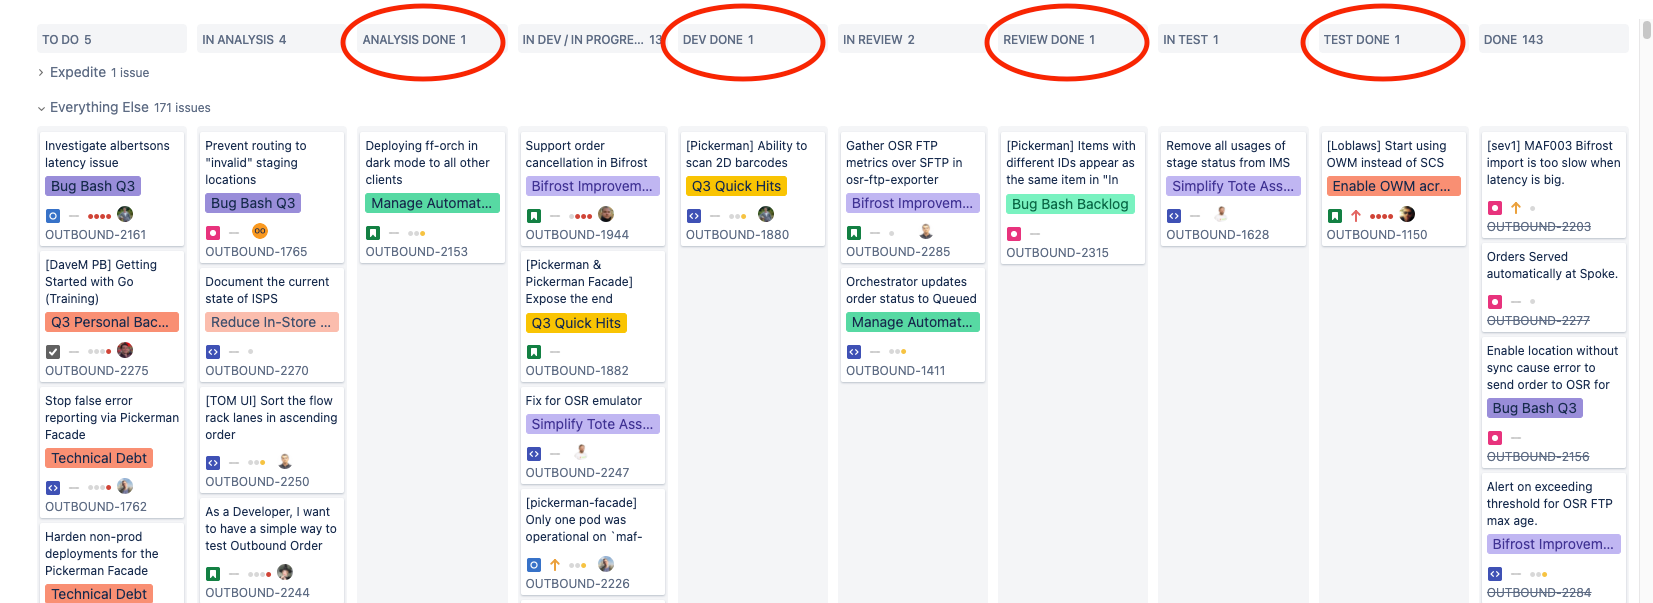 TO DO 5
IN ANALYSIS 4
ANALYSIS DONE 1
IN DEV / IN PROGRE... 13
DEV DONE 1
IN REVIEW 2
REVIEW DONE 1
IN TEST 1
TEST DONE 1
DONE 143
Expedite 1 issue
Everything Else 171 issues
Investigate albertsons
latency issue
Bug Bash Q3
OUTBOUND-2161
[DaveM PB] Getting
Started with Go
(Training)
Q3 Personal Bac...
OUTBOUND-2275
Stop false error
reporting via Pickerman
Facade
Technical Debt
OUTBOUND-1762
Harden non-prod
deployments for the
Pickerman Facade
Technical Debt
Prevent routing to
"invalid" staging
locations
Bug Bash Q3
OUTBOUND-1765
Document the current
state of ISPS
Reduce In-Store ...
OUTBOUND-2270
[TOM UI] Sort the flow
rack lanes in ascending
order
OUTBOUND-2250
As a Developer, I want
to have a simple way to
test Outbound Order
OUTBOUND-2244
Deploying ff-orch in
dark mode to all other
clients
Manage Automat...
OUTBOUND-2153
Support order
cancellation in Bifrost
Bifrost Improvem...
OUTBOUND-1944
[Pickerman &
Pickerman Facade]
Expose the end
Q3 Quick Hits
OUTBOUND-1882
Fix for OSR emulator
Simplify Tote Ass...
OUTBOUND-2247
[pickerman-facade]
Only one pod was
operational on `maf-
OUTBOUND-2226
[Pickerman] Ability to
scan 2D barcodes
Q3 Quick Hits
OUTBOUND-1880
Gather OSR FTP
metrics over SFTP in
osr-ftp-exporter
Bifrost Improvem...
OUTBOUND-2285
Orchestrator updates
order status to Queued
Manage Automat...
OUTBOUND-1411
[Pickerman] Items with
different IDs appear as
the same item in "In
Bug Bash Backlog
OUTBOUND-2315
Remove all usages of
stage status from IMS
Simplify Tote Ass...
OUTBOUND-1628
[Loblaws] Start using
OWM instead of SCS
Enable OWM acr...
OUTBOUND-1150
[sev1] MAF003 Bifrost
import is too slow when
latency is big.
OUTBOUND-2203
Orders Served
automatically at Spoke.
OUTBOUND-2277
Enable location without
sync cause error to
send order to OSR for
Bug Bash Q3
OUTBOUND-2156
Alert on exceeding
threshold for OSR FTP
max age.
Bifrost Improvem...
OUTBOUND-2284